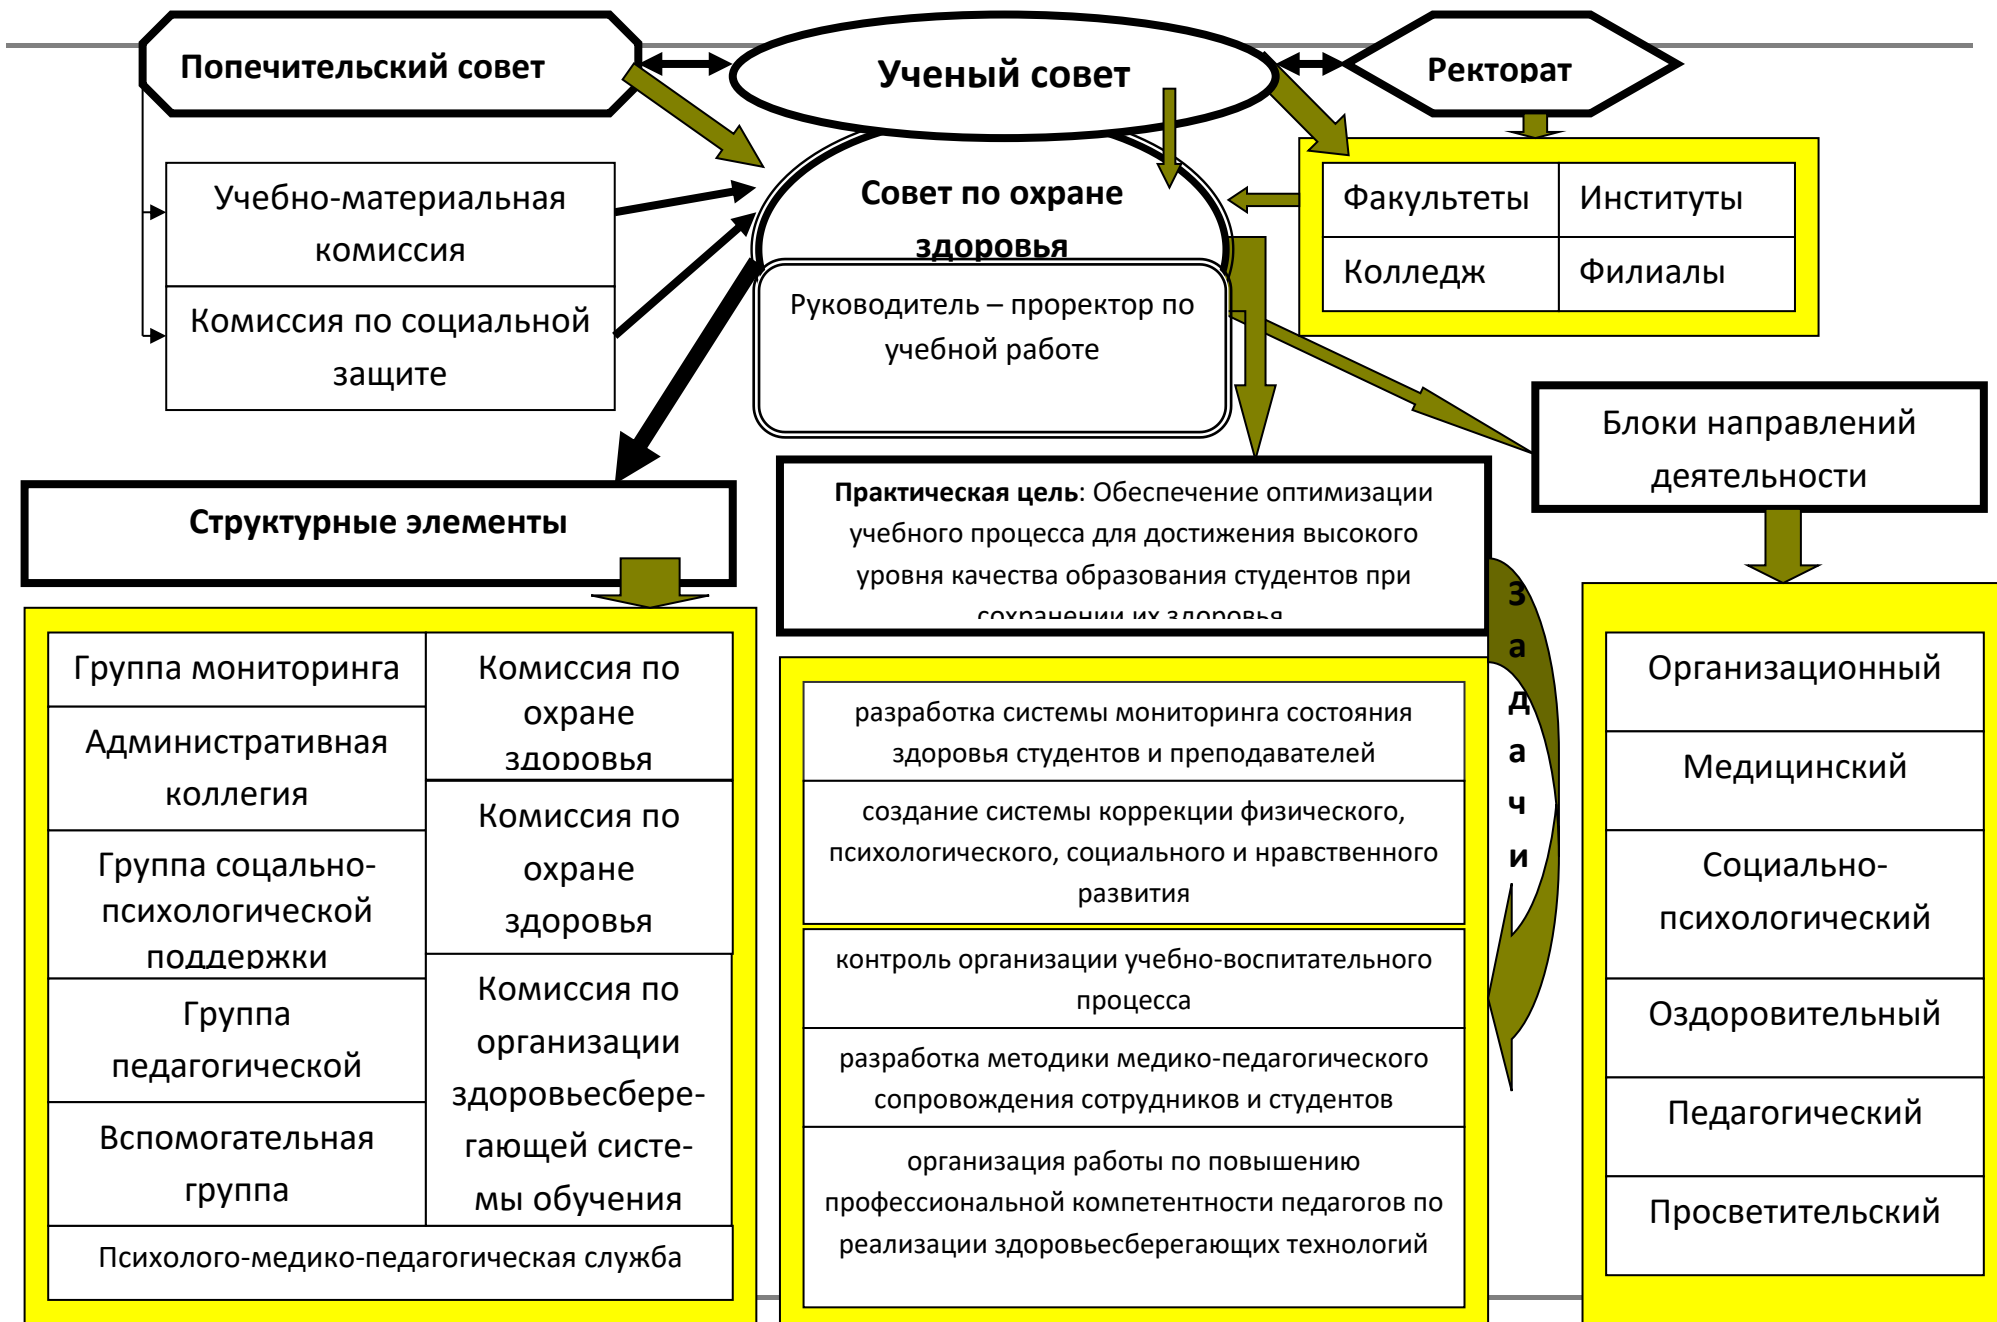 Попечительский совет
Ученый совет
Ректорат
Учебно-материальная
комиссия
Комиссия по социальной
защите
Совет по охране
здоровья
Руководитель – проректор по
учебной работе
Факультеты
Институты
Колледж
Филиалы
Блоки направлений
деятельности
Структурные элементы
Практическая цель: Обеспечение оптимизации
учебного процесса для достижения высокого
уровня качества образования студентов при
сохранении их здоровья
Группа мониторинга
Административная
коллегия
Группа соцально-
психологической
поддержки
Группа
педагогической
Вспомогательная
группа
Комиссия по
охране
здоровья
Комиссия по
охране
здоровья
Комиссия по
организации
здоровьесбере-
гающей систе-
мы обучения
Психолого-медико-педагогическая служба
разработка системы мониторинга состояния
здоровья студентов и преподавателей
создание системы коррекции физического,
психологического, социального и нравственного
развития
контроль организации учебно-воспитательного
процесса
разработка методики медико-педагогического
сопровождения сотрудников и студентов
организация работы по повышению
профессиональной компетентности педагогов по
реализации здоровьесберегающих технологий
З
а
д
а
ч
и
Организационный
Медицинский
Социально-
психологический
Оздоровительный
Педагогический
Просветительский